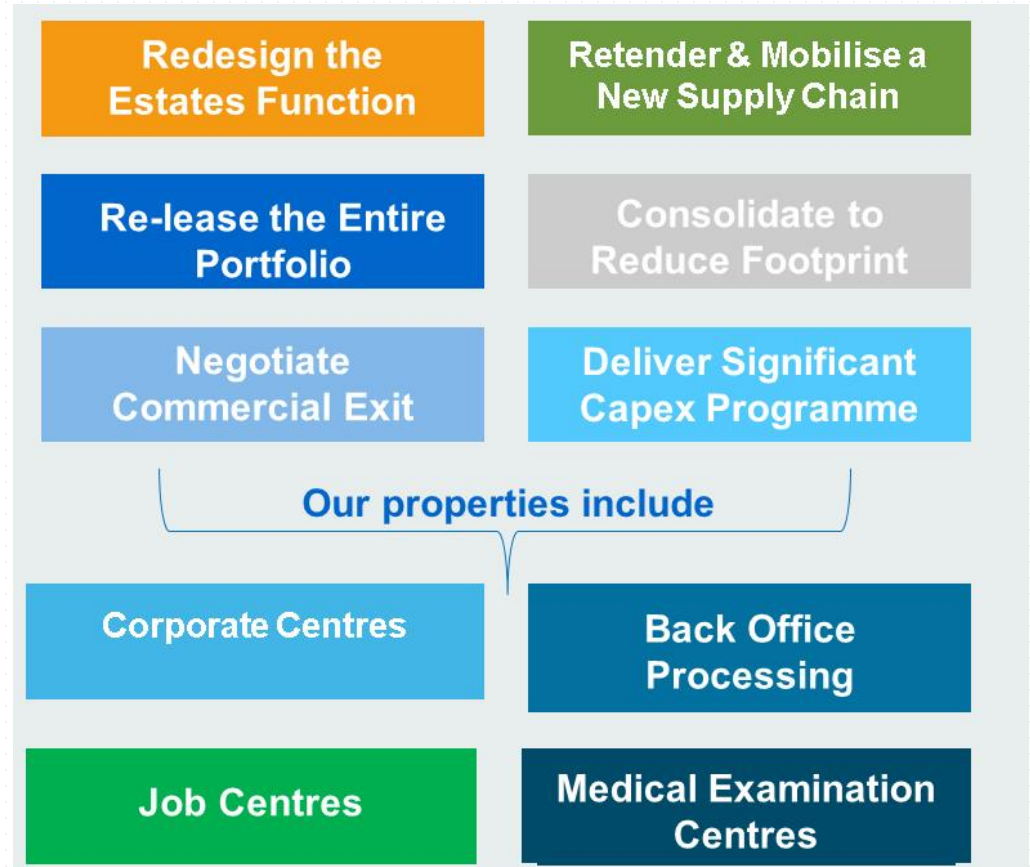 Redesign the
Estates Function
Retender & Mobilise a
New Supply Chain
Re-lease the Entire
Portfolio
Consolidate to
Reduce Footprint
Negotiate
Commercial Exit
Deliver Significant
Capex Programme
Our properties include
Corporate Centres
Back Office
Processing
Job Centres
Medical Examination
Centres